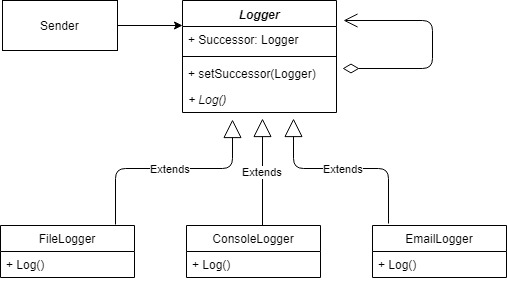 Sender
Logger
+ Successor: Logger
+ setSuccessor(Logger)
+ Log()
Extends
Extends
Extends
FileLogger
+ Log()
ConsoleLogger
+ Log()
EmailLogger
+ Log()